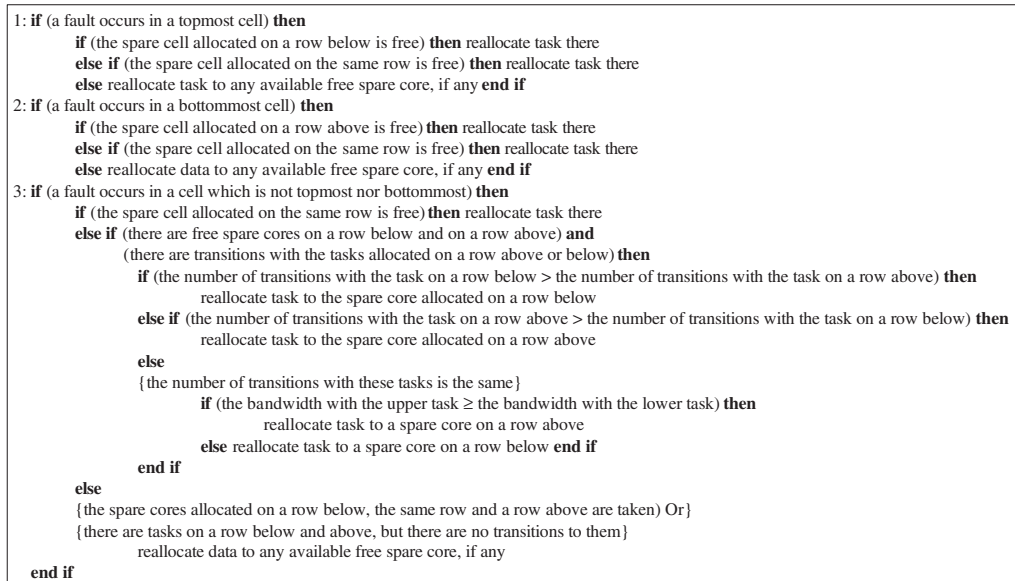 1: if (a fault occurs in a topmost cell) then
if (the spare cell allocated on a row below is free) then reallocate task there
else if (the spare cell allocated on the same row is free) then reallocate task there
else reallocate task to any available free spare core, if any end if
2: if (a fault occurs in a bottommost cell) then
if (the spare cell allocated on a row above is free) then reallocate task there
else if (the spare cell allocated on the same row is free) then reallocate task there
else reallocate data to any available free spare core, if any end if
3: if (a fault occurs in a cell which is not topmost nor bottommost) then
if (the spare cell allocated on the same row is free) then reallocate task there
else if (there are free spare cores on a row below and on a row above) and
(there are transitions with the tasks allocated on a row above or below) then
if (the number of transitions with the task on a row below > the number of transitions with the task on a row above) then
reallocate task to the spare core allocated on a row below
else if (the number of transitions with the task on a row above > the number of transitions with the task on a row below) then
reallocate task to the spare core allocated on a row above
else
{the number of transitions with these tasks is the same}
if (the bandwidth with the upper task ≥ the bandwidth with the lower task) then
reallocate task to a spare core on a row above
else reallocate task to a spare core on a row below end if
end if
else
{the spare cores allocated on a row below, the same row and a row above are taken) Or}
{there are tasks on a row below and above, but there are no transitions to them}
reallocate data to any available free spare core, if any
end if